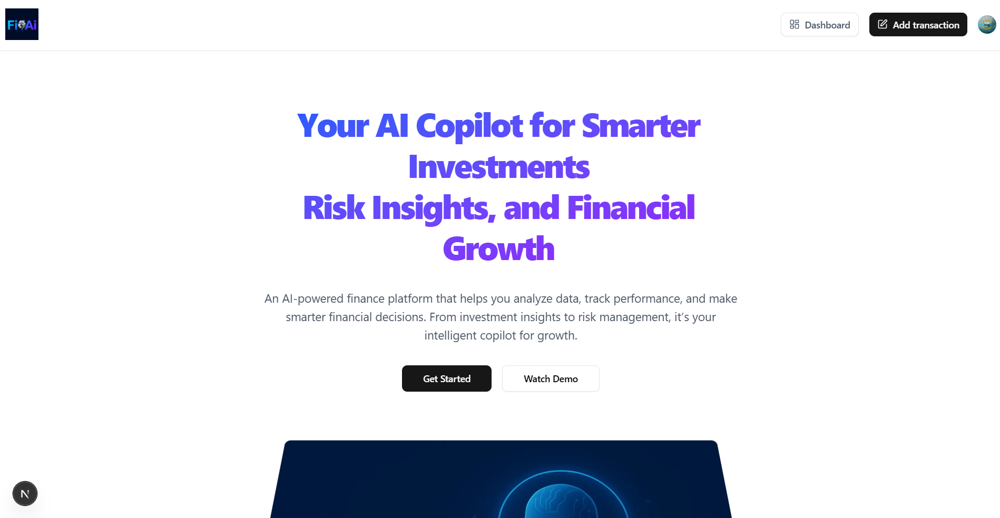 Fi Ai
Dashboard
Add transaction
Your AI Copilot for Smarter
Investments
Risk Insights, and Financial
Growth
An AI-powered finance platform that helps you analyze data, track performance, and make
smarter financial decisions. From investment insights to risk management, it’s your
intelligent copilot for growth.
Get Started
Watch Demo
N